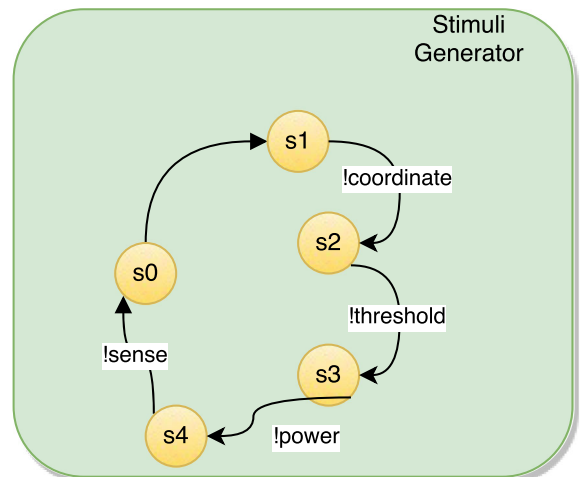 Stimuli
Generator
s1
!coordinate
s2
s0
!threshold
!sense
s3
s4
!power